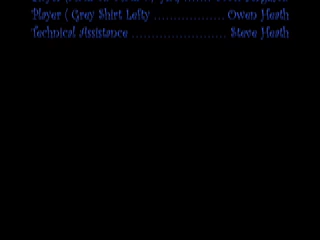 Player ( Grey Shirt Lefty ................... Owen Heath
Technical Assistance ......................... Steve Heath